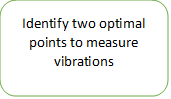 Identify two optimal
points to measure
vibrations